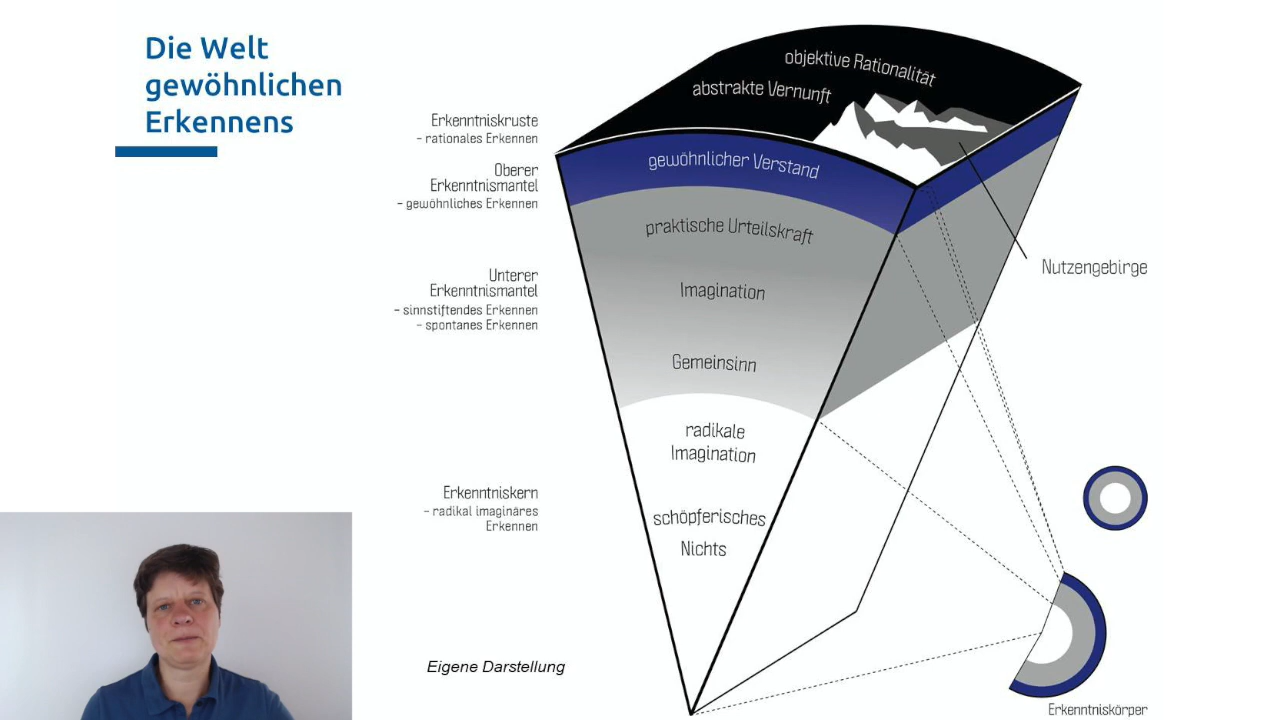 Die Welt
gewöhnlichen
Erkennens
Erkenntniskruste
- rationales Erkennen
Oberer
Erkenntnismantel
- gewöhnliches Erkennen
Unterer
Erkenntnismantel
- sinnstiftendes Erkennen
- spontanes Erkennen
Erkenntniskern
- radikal imaginäres
Erkennen
objektive Rationalität
abstrakte Vernunft
gewöhnlicher Verstand
praktische Urteilskraft
Imagination
Gemeinsinn
radikale
Imagination
schöpferisches
Nichts
Nutzengebirge
Erkenntniskörper
Eigene Darstellung